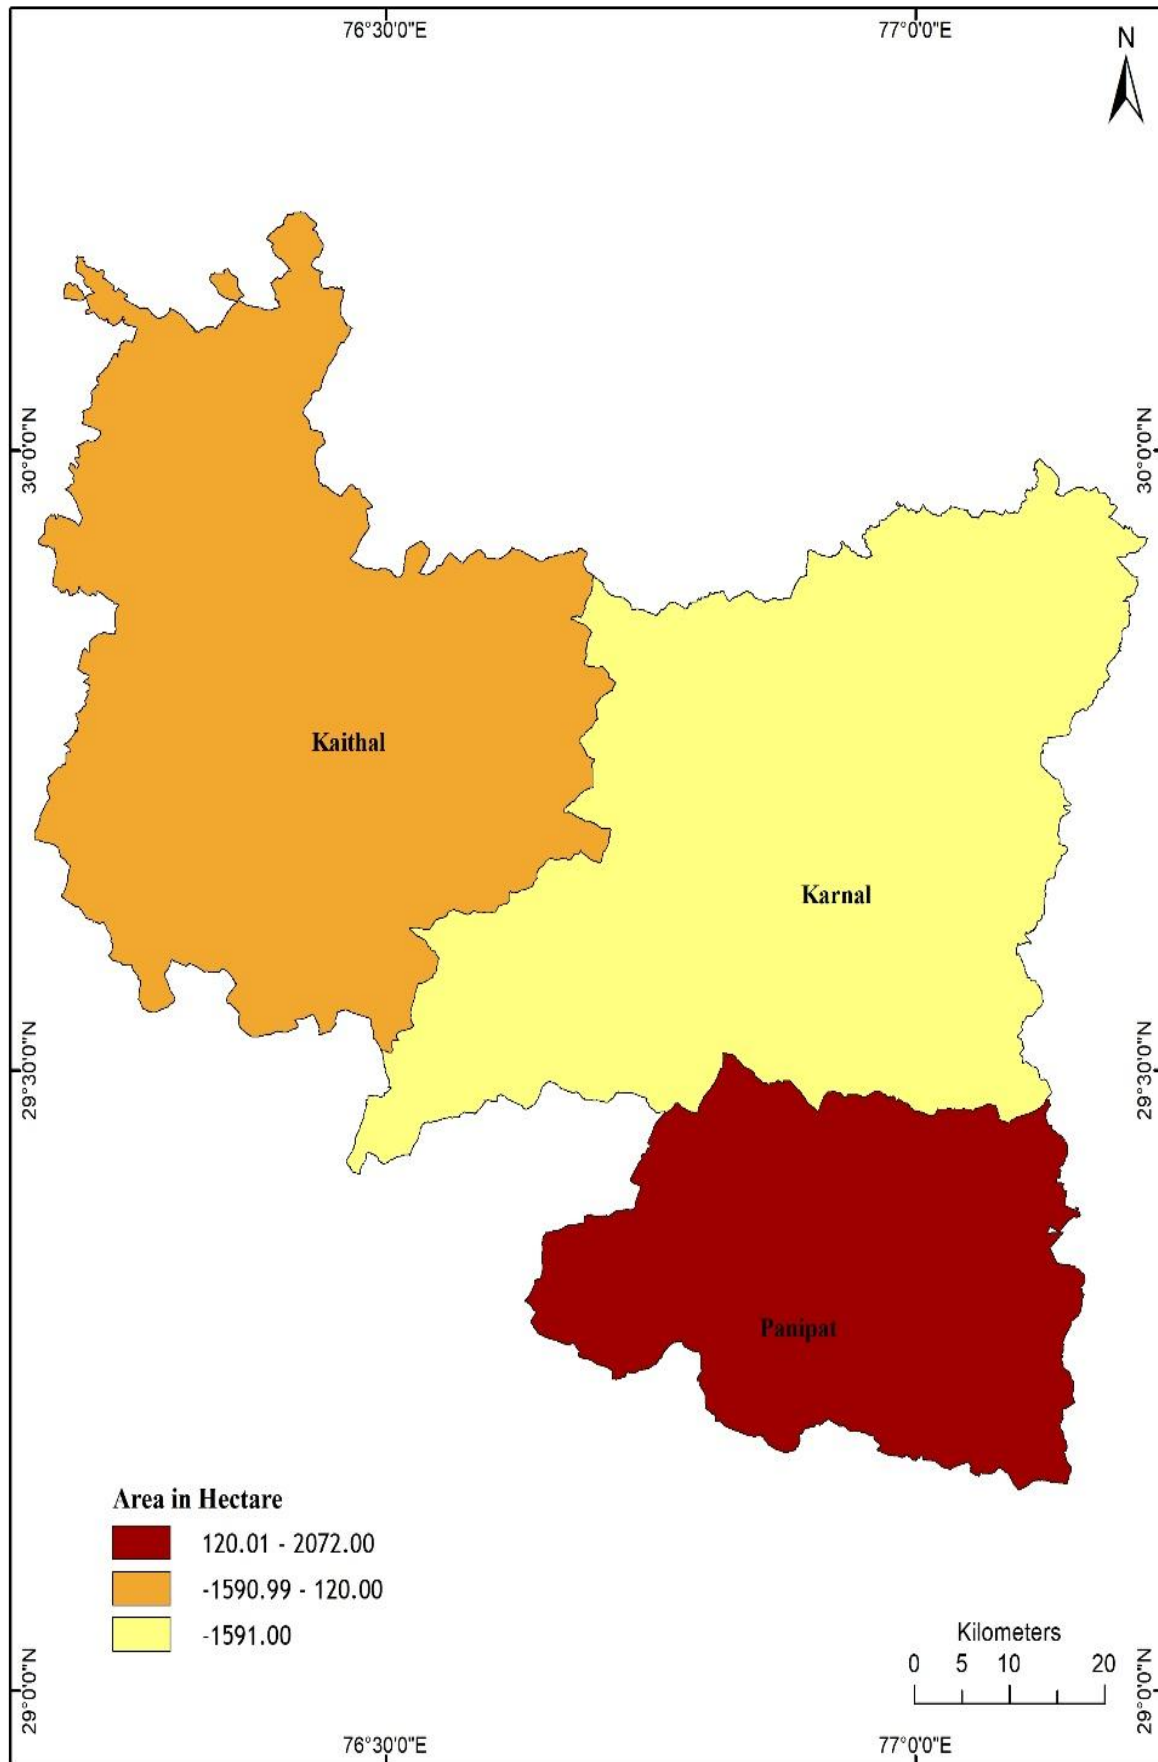 76°30'0"E 77°0'0"E
N
30°0'0"N 30°0'0"N
Kaithal
Karnal
29°30'0"N 29°30'0"N
Panipat
Area in Hectare
120.01 - 2072.00
-1590.99 - 120.00
-1591.00
Kilometers
0 5 10 20
29°0'0"N 29°0'0"N
76°30'0"E 77°0'0"E